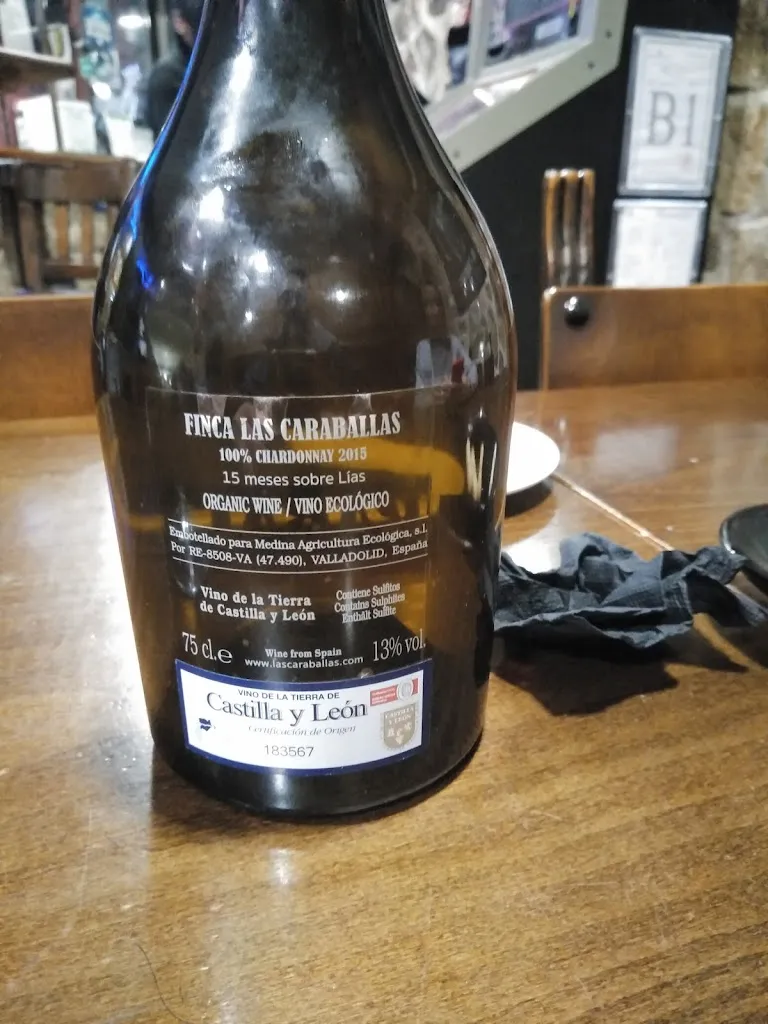 B1
FINCA LAS CARABALLAS
100% CHARDONNAY 2015
15 meses sobre Lías
ORGANIC WINE / VINO ECOLÓGICO
Embotellado para Medina Agricultura Ecológica, s.l.
Por RE-8508-VA (47.490), VALLADOLID, España
Vino de la Tierra
de Castilla y León
Contiene Sulfitos
Contains Sulphites
Enthält Sulfite
75 cl.e
Wine from Spain
www.lascaraballas.com
13% vol.
VINO DE LA TIERRA DE
Castilla y León
Certificación de Origen
183567
CASTILLA
Y LEÓN